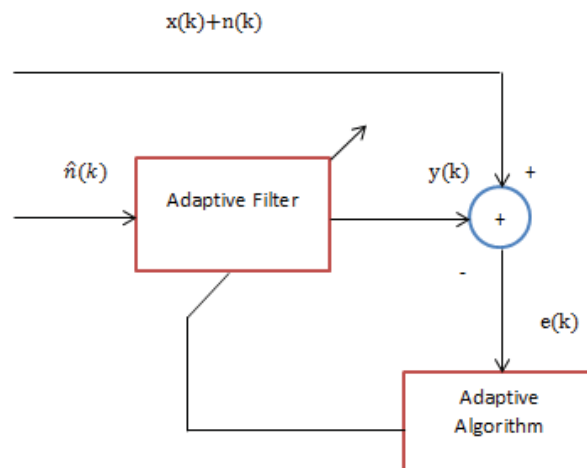 x(k)+n(k)
n̂(k)
Adaptive Filter
y(k)
+
+
-
e(k)
Adaptive
Algorithm